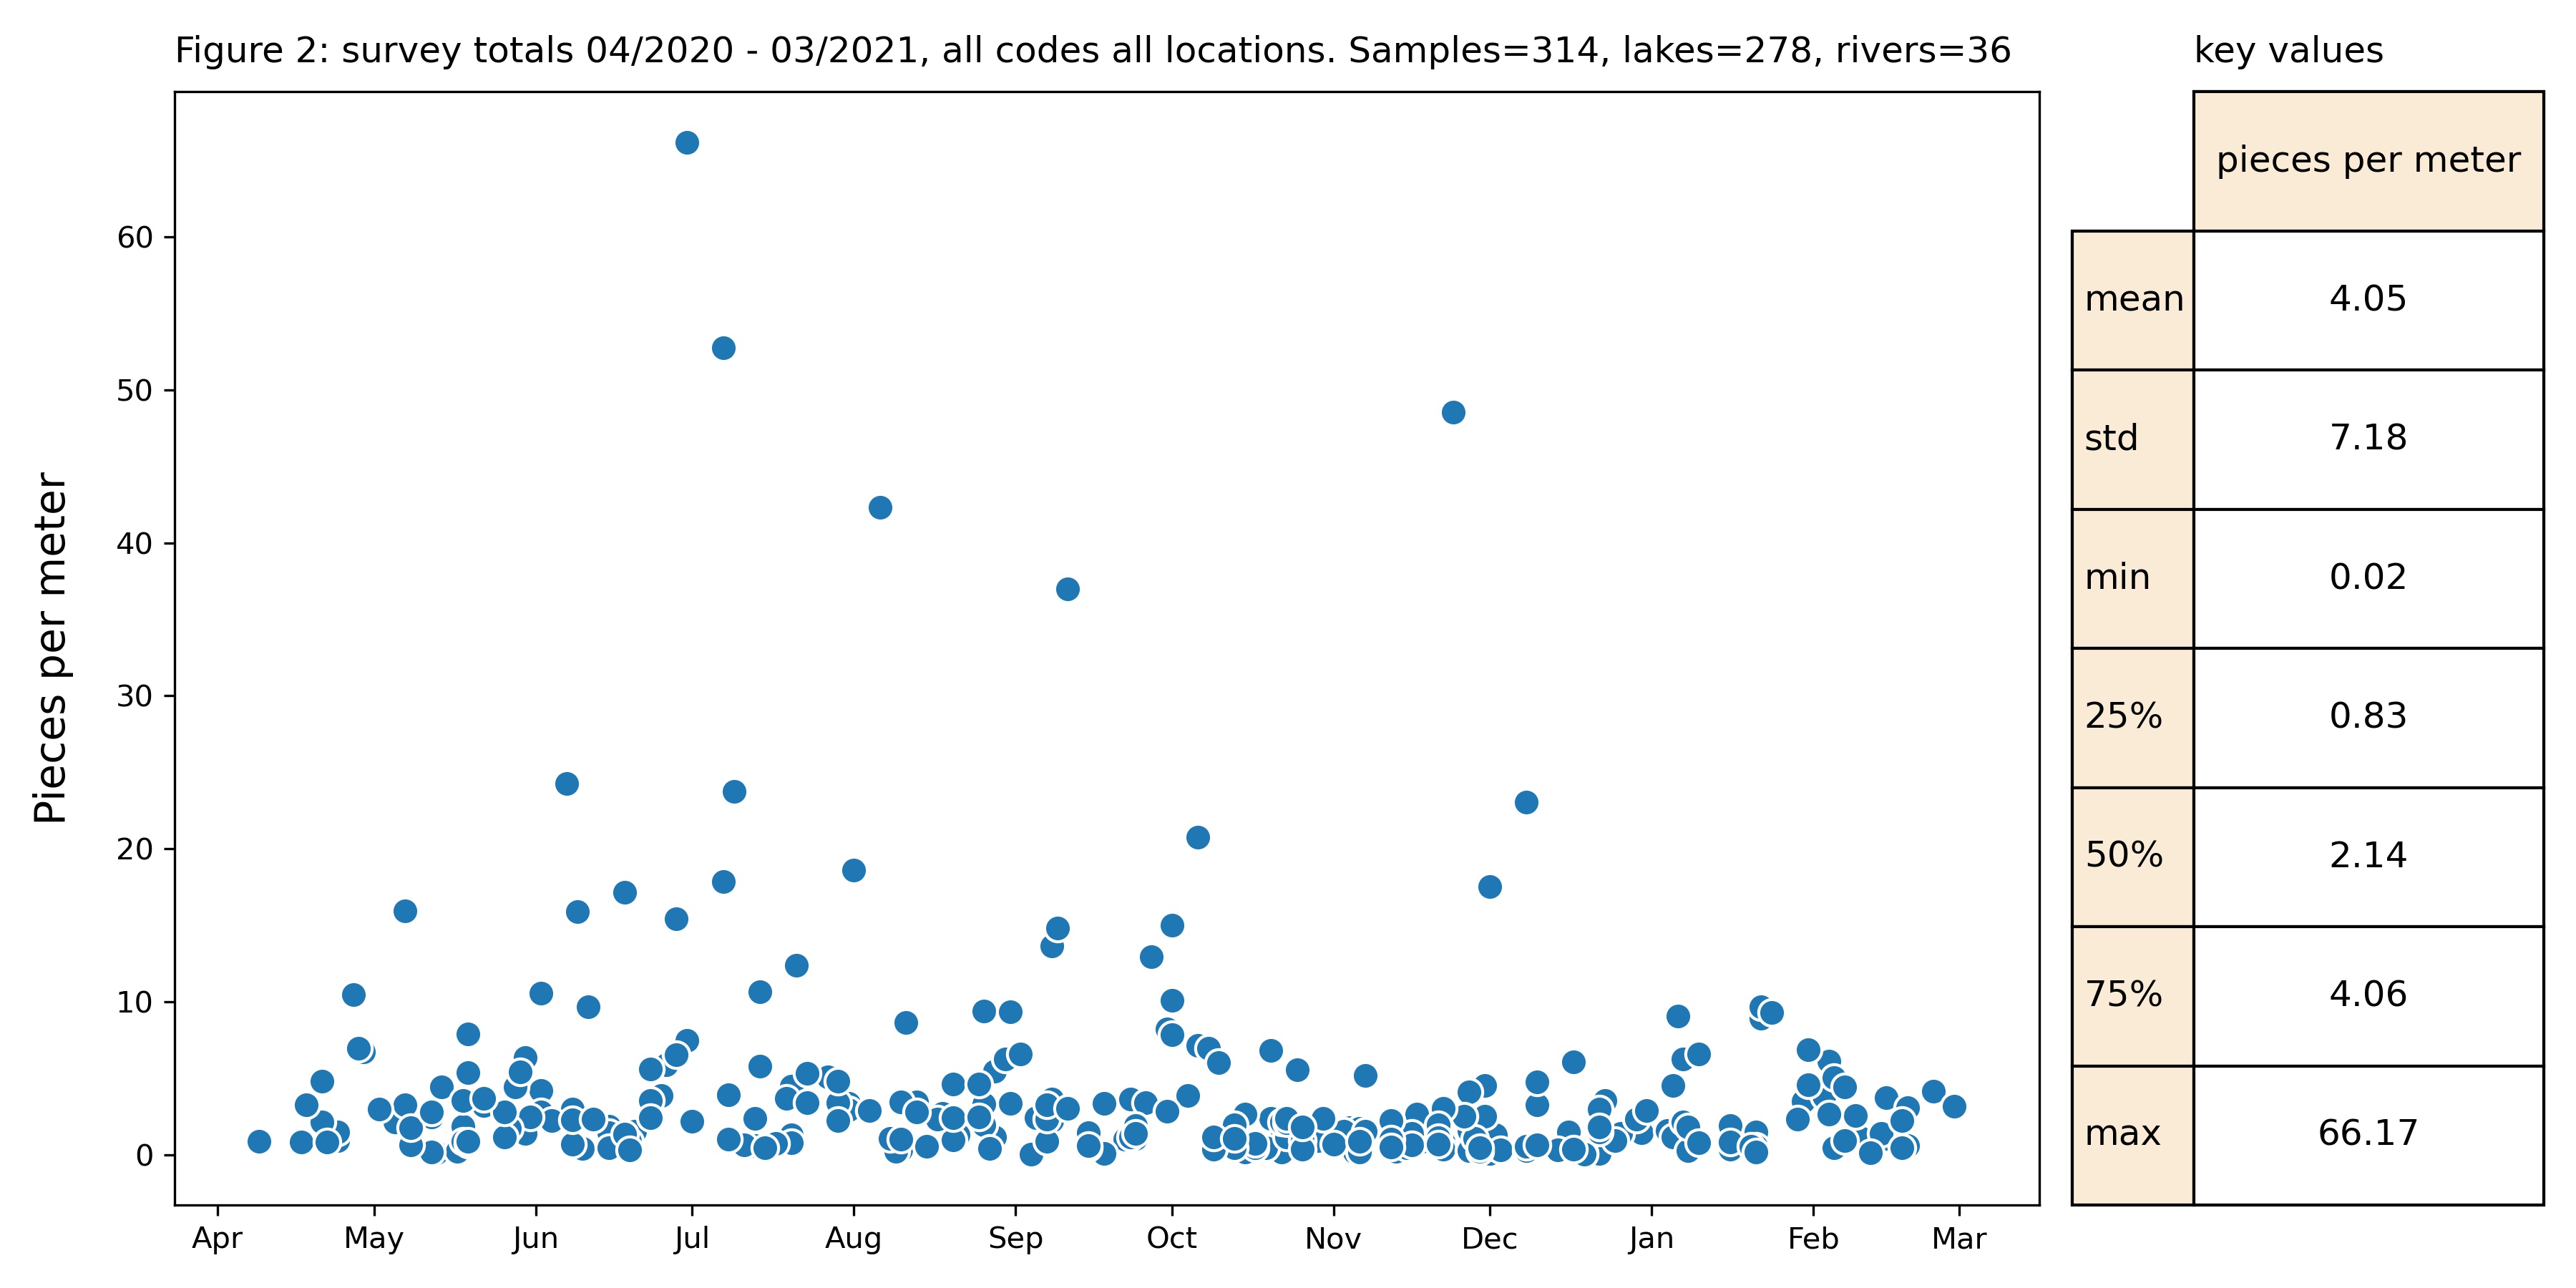 Figure 2: survey totals 04/2020 - 03/2021, all codes all locations. Samples=314, lakes=278, rivers=36
key values
Pieces per meter
60
50
40
30
20
10
0
Apr May Jun Jul Aug Sep Oct Nov Dec Jan Feb Mar
pieces per meter
mean 4.05
std 7.18
min 0.02
25% 0.83
50% 2.14
75% 4.06
max 66.17